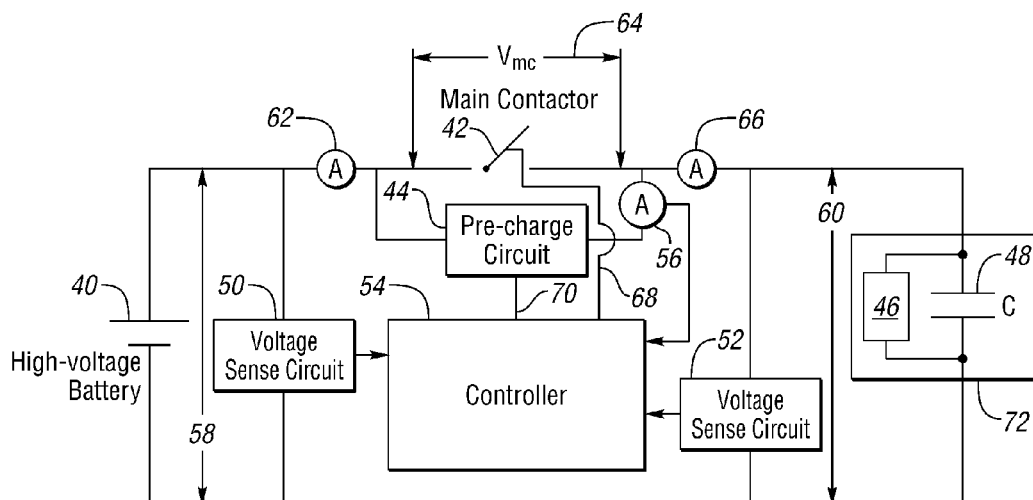 64
V_mc
Main Contactor
62
42
66
A
A
44
Pre-charge
Circuit
A
56
60
40
50
54
70
68
52
46
48
C
High-voltage
Battery
Voltage
Sense Circuit
Controller
Voltage
Sense Circuit
58
72